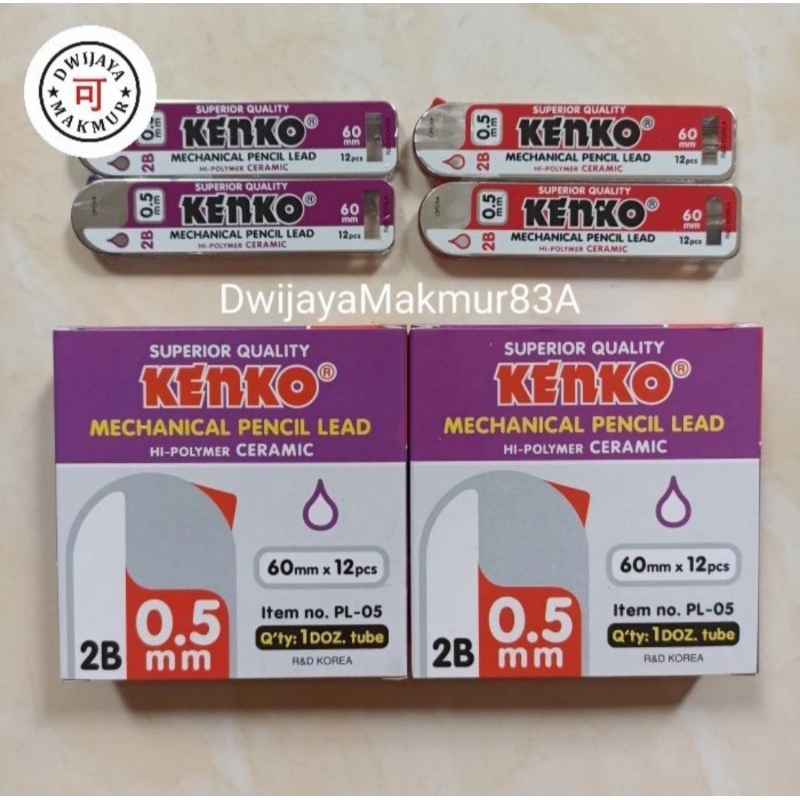 DWIJAYA
可
MAKMUR
SUPERIOR QUALITY
0.5
mm
KENKO®
60
mm
2B
MECHANICAL PENCIL LEAD
12pcs
HI-POLYMER CERAMIC
SUPERIOR QUALITY
OPEN
0.5
mm
KENKO®
60
mm
2B
MECHANICAL PENCIL LEAD
12pcs
HI-POLYMER CERAMIC
SUPERIOR QUALITY
OPEN
0.5
mm
KENKO®
60
mm
2B
MECHANICAL PENCIL LEAD
12pcs
R&D KOREA
HI-POLYMER CERAMIC
SUPERIOR QUALITY
OPEN
0.5
mm
KENKO®
60
mm
2B
MECHANICAL PENCIL LEAD
12pcs
HI-POLYMER CERAMIC
DwijayaMakmur83A
SUPERIOR QUALITY
KENKO®
MECHANICAL PENCIL LEAD
HI-POLYMER CERAMIC
60mm x 12pcs
Item no. PL-05
Q'ty: 1DOZ. tube
R&D KOREA
2B
0.5
mm
SUPERIOR QUALITY
KENKO®
MECHANICAL PENCIL LEAD
HI-POLYMER CERAMIC
60mm x 12pcs
Item no. PL-05
Q'ty: 1DOZ. tube
R&D KOREA
2B
0.5
mm